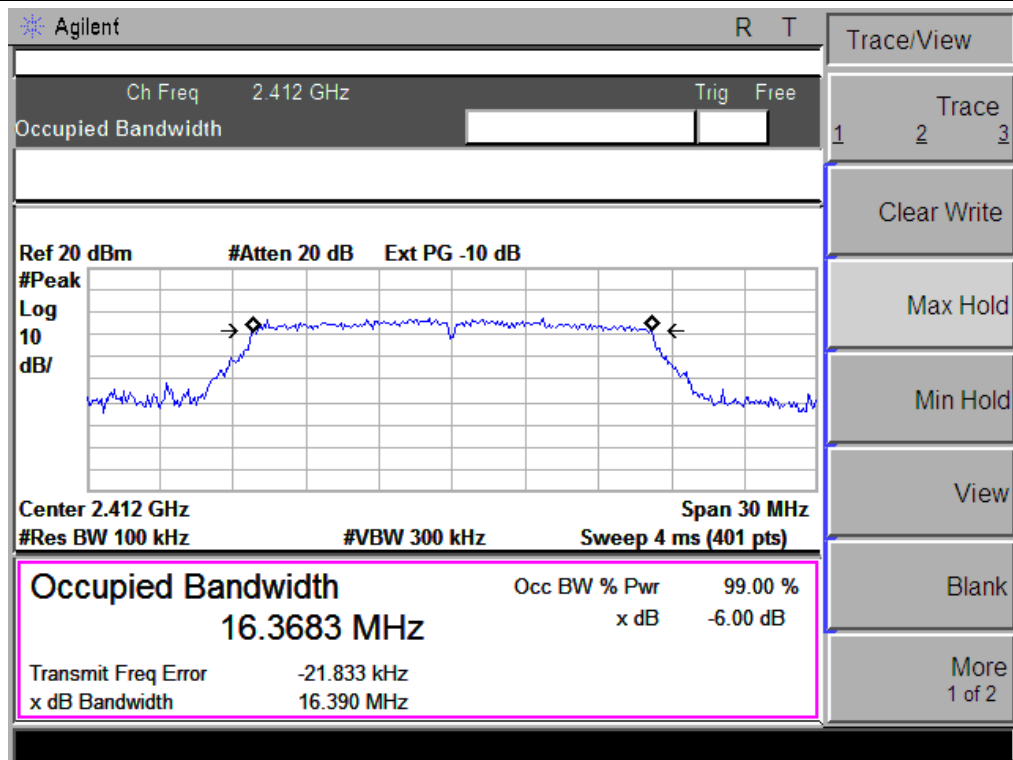 Agilent R T
Trace/View
Ch Freq 2.412 GHz Trig Free
Occupied Bandwidth
Trace
1 2 3
Clear Write
Ref 20 dBm #Atten 20 dB Ext PG -10 dB
#Peak
Log
10
dB/
Max Hold
Min Hold
View
Center 2.412 GHz Span 30 MHz
#Res BW 100 kHz #VBW 300 kHz Sweep 4 ms (401 pts)
Occupied Bandwidth
16.3683 MHz
Occ BW % Pwr 99.00 %
x dB -6.00 dB
Transmit Freq Error -21.833 kHz
x dB Bandwidth 16.390 MHz
Blank
More
1 of 2